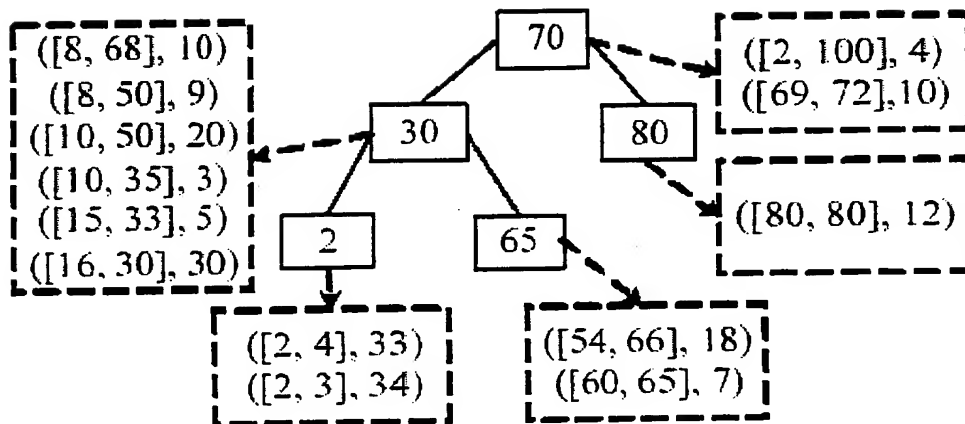 ([8, 68], 10)
([8, 50], 9)
([10, 50], 20)
([10, 35], 3)
([15, 33], 5)
([16, 30], 30)
70
30
80
2
65
([2, 100], 4)
([69, 72],10)
([80, 80], 12)
([2, 4], 33)
([2, 3], 34)
([54, 66], 18)
([60, 65], 7)